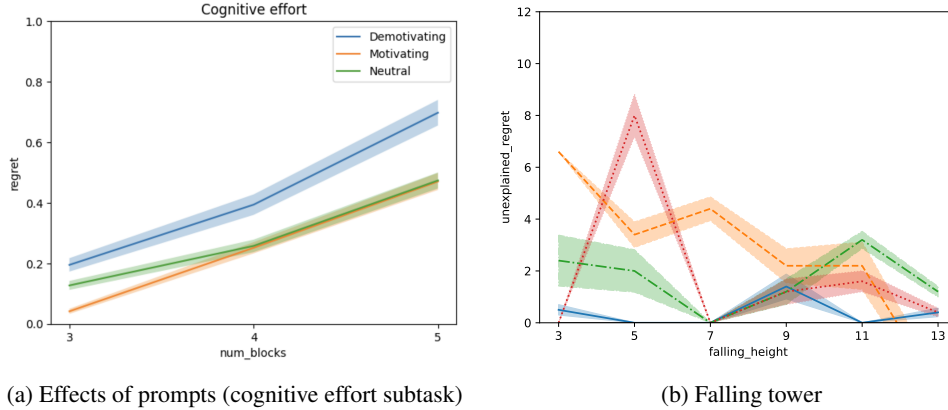 Cognitive effort
1.0
0.8
0.6
0.4
0.2
0.0
regret
Demotivating
Motivating
Neutral
3
4
5
num_blocks
(a) Effects of prompts (cognitive effort subtask)
12
10
8
6
4
2
0
unexplained_regret
3
5
7
9
11
13
falling_height
(b) Falling tower